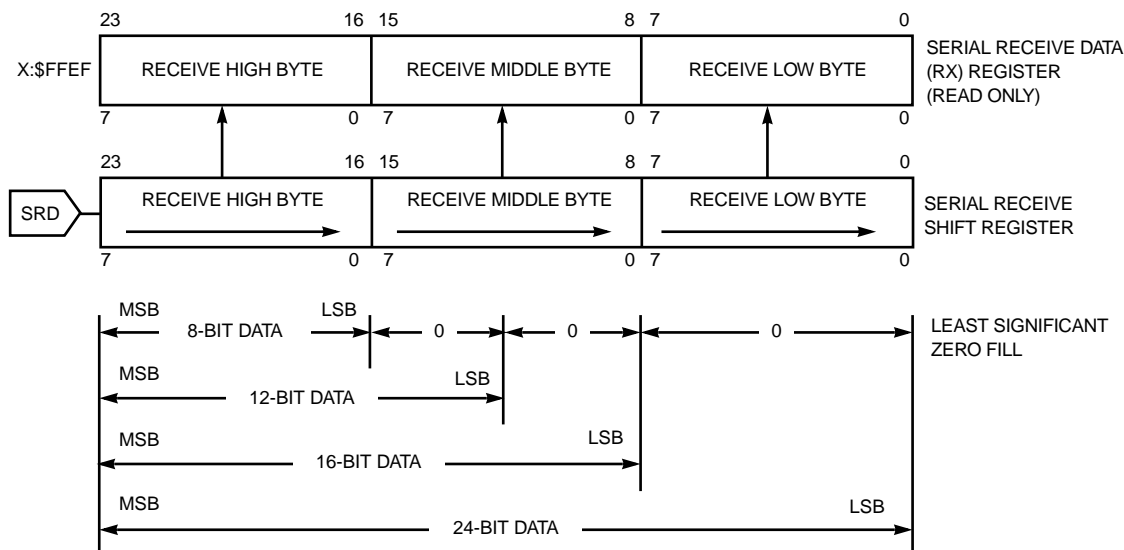 23 16 15 8 7 0
X:$FFEF RECEIVE HIGH BYTE RECEIVE MIDDLE BYTE RECEIVE LOW BYTE
SERIAL RECEIVE DATA
(RX) REGISTER
(READ ONLY)
7 0 7 0 7 0
23 16 15 8 7 0
SRD RECEIVE HIGH BYTE RECEIVE MIDDLE BYTE RECEIVE LOW BYTE
SERIAL RECEIVE
SHIFT REGISTER
7 0 7 0 7 0
MSB LSB
8-BIT DATA 0 0 0
LEAST SIGNIFICANT
ZERO FILL
MSB LSB
12-BIT DATA
MSB LSB
16-BIT DATA
MSB LSB
24-BIT DATA